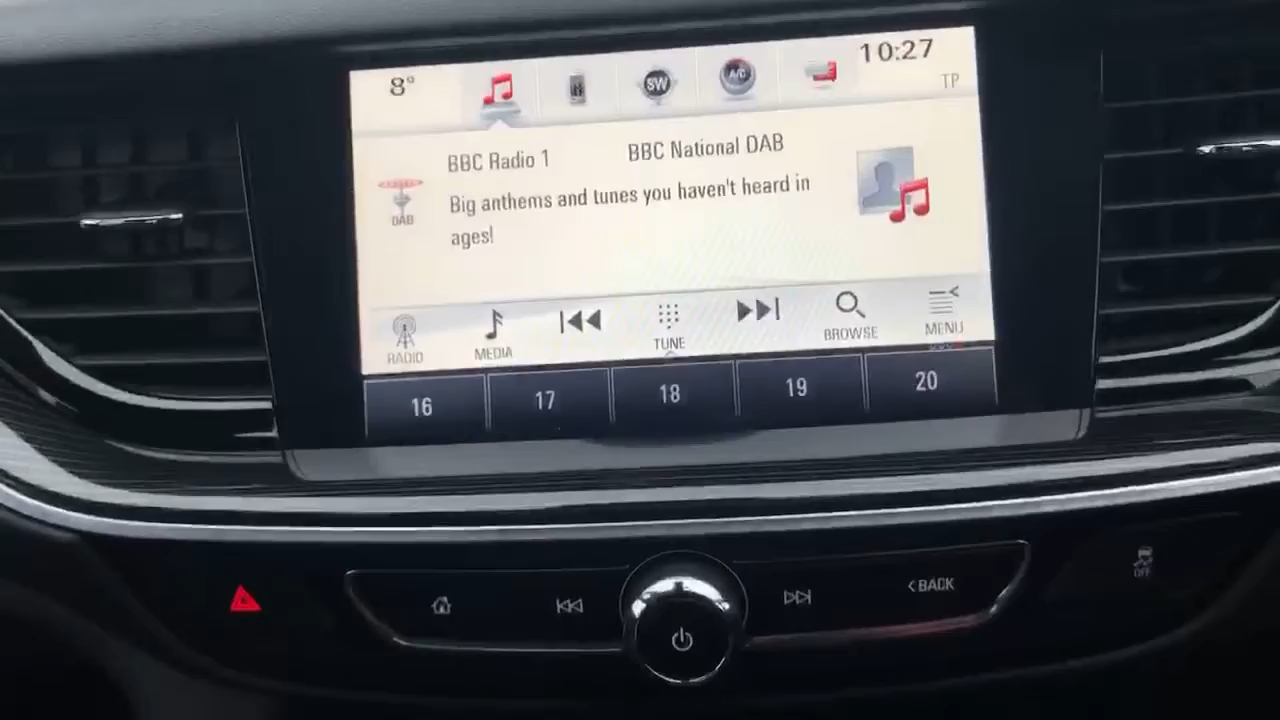 8°
SW
A/C
10:27
TP
BBC Radio 1
BBC National DAB
DAB
Big anthems and tunes you haven't heard in
ages!
RADIO
MEDIA
TUNE
BROWSE
MENU
16
17
18
19
20
BACK
OFF